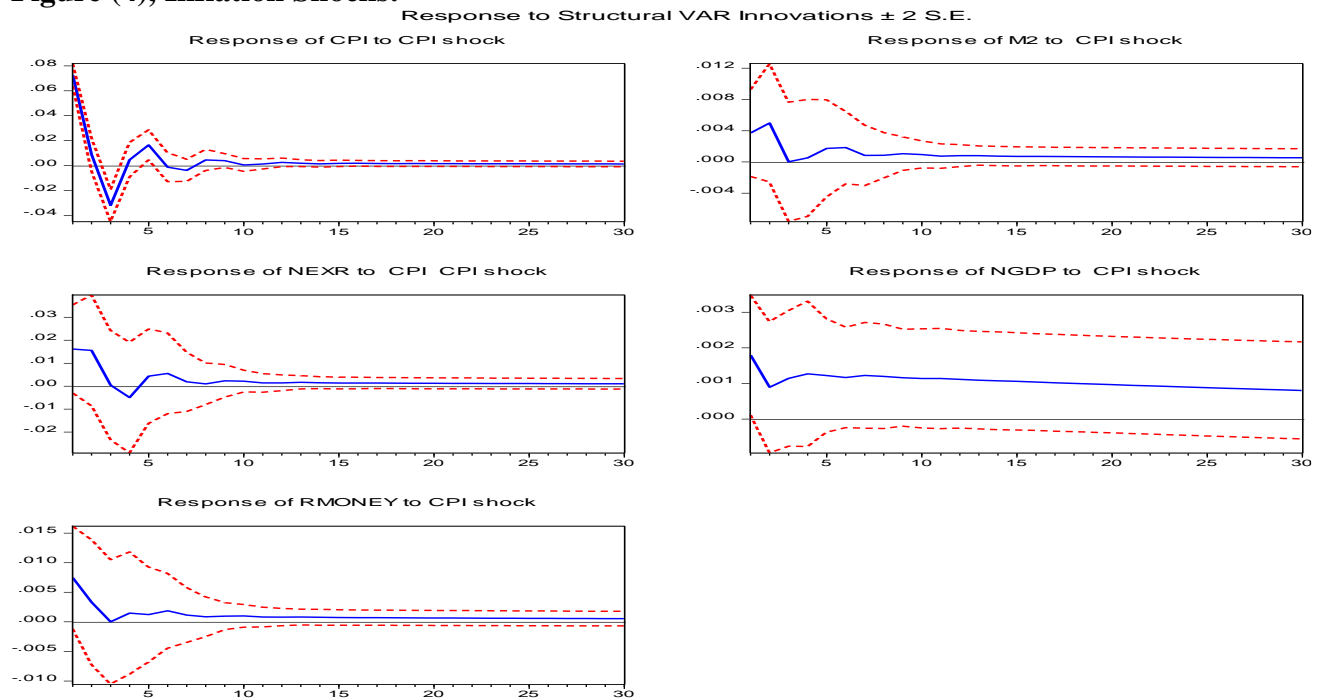 Figure (4), Inflation Shocks.
Response to Structural VAR Innovations ± 2 S.E.
Response of CPI to CPI shock
.08
.06
.04
.02
.00
-.02
-.04
5 10 15 20 25 30
Response of M2 to CPI shock
.012
.008
.004
.000
-.004
5 10 15 20 25 30
Response of NEXR to CPI CPI shock
.03
.02
.01
.00
-.01
-.02
5 10 15 20 25 30
Response of NGDP to CPI shock
.003
.002
.001
.000
5 10 15 20 25 30
Response of RMONEY to CPI shock
.015
.010
.005
.000
-.005
-.010
5 10 15 20 25 30